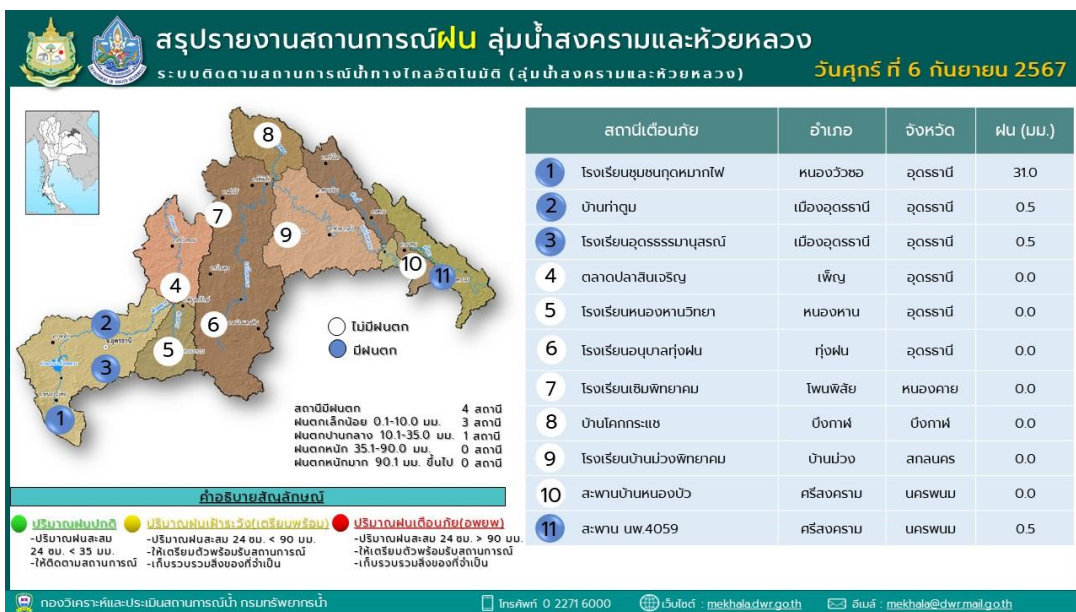 สรุปรายงานสถานการณ์ฝน ลุ่มน้ำสงครามและห้วยหลวง
ระบบติดตามสถานการณ์น้ำทางไกลอัตโนมัติ (ลุ่มน้ำสงครามและห้วยหลวง)
วันศุกร์ ที่ 6 กันยายน 2567
8
7
9
10
11
4
6
2
5
3
1
ไม่มีฝนตก
มีฝนตก
สถานีมีฝนตก 4 สถานี
ฝนตกเล็กน้อย 0.1-10.0 มม. 3 สถานี
ฝนตกปานกลาง 10.1-35.0 มม. 1 สถานี
ฝนตกหนัก 35.1-90.0 มม. 0 สถานี
ฝนตกหนักมาก 90.1 มม. ขึ้นไป 0 สถานี
สถานีเตือนภัย อำเภอ จังหวัด ฝน (มม.)
1 โรงเรียนชุมชนกุดหมากไฟ หนองวัวซอ อุดรธานี 31.0
2 บ้านท่าตูม เมืองอุดรธานี อุดรธานี 0.5
3 โรงเรียนอุดรธรรมานุสรณ์ เมืองอุดรธานี อุดรธานี 0.5
4 ตลาดปลาสินเจริญ เพ็ญ อุดรธานี 0.0
5 โรงเรียนหนองหานวิทยา หนองหาน อุดรธานี 0.0
6 โรงเรียนอนุบาลทุ่งฝน ทุ่งฝน อุดรธานี 0.0
7 โรงเรียนเซิมพิทยาคม โพนพิสัย หนองคาย 0.0
8 บ้านโคกกระแซ บึงกาฬ บึงกาฬ 0.0
9 โรงเรียนบ้านม่วงพิทยาคม บ้านม่วง สกลนคร 0.0
10 สะพานบ้านหนองบัว ศรีสงคราม นครพนม 0.0
11 สะพาน นพ.4059 ศรีสงคราม นครพนม 0.5
คำอธิบายสัญลักษณ์
ปริมาณฝนปกติ
-ปริมาณฝนสะสม
24 ชม. < 35 มม.
-ให้ติดตามสถานการณ์
ปริมาณฝนเฝ้าระวัง(เตรียมพร้อม)
-ปริมาณฝนสะสม 24 ชม. < 90 มม.
-ให้เตรียมตัวพร้อมรับสถานการณ์
-เก็บรวบรวมสิ่งของที่จำเป็น
ปริมาณฝนเตือนภัย(อพยพ)
-ปริมาณฝนสะสม 24 ชม. > 90 มม.
-ให้เตรียมตัวพร้อมรับสถานการณ์
-เก็บรวบรวมสิ่งของที่จำเป็น
กองวิเคราะห์และประเมินสถานการณ์น้ำ กรมทรัพยากรน้ำ
โทรศัพท์ 0 2271 6000
เว็บไซต์ : mekhala.dwr.go.th
อีเมล์ : mekhala@dwr.mail.go.th